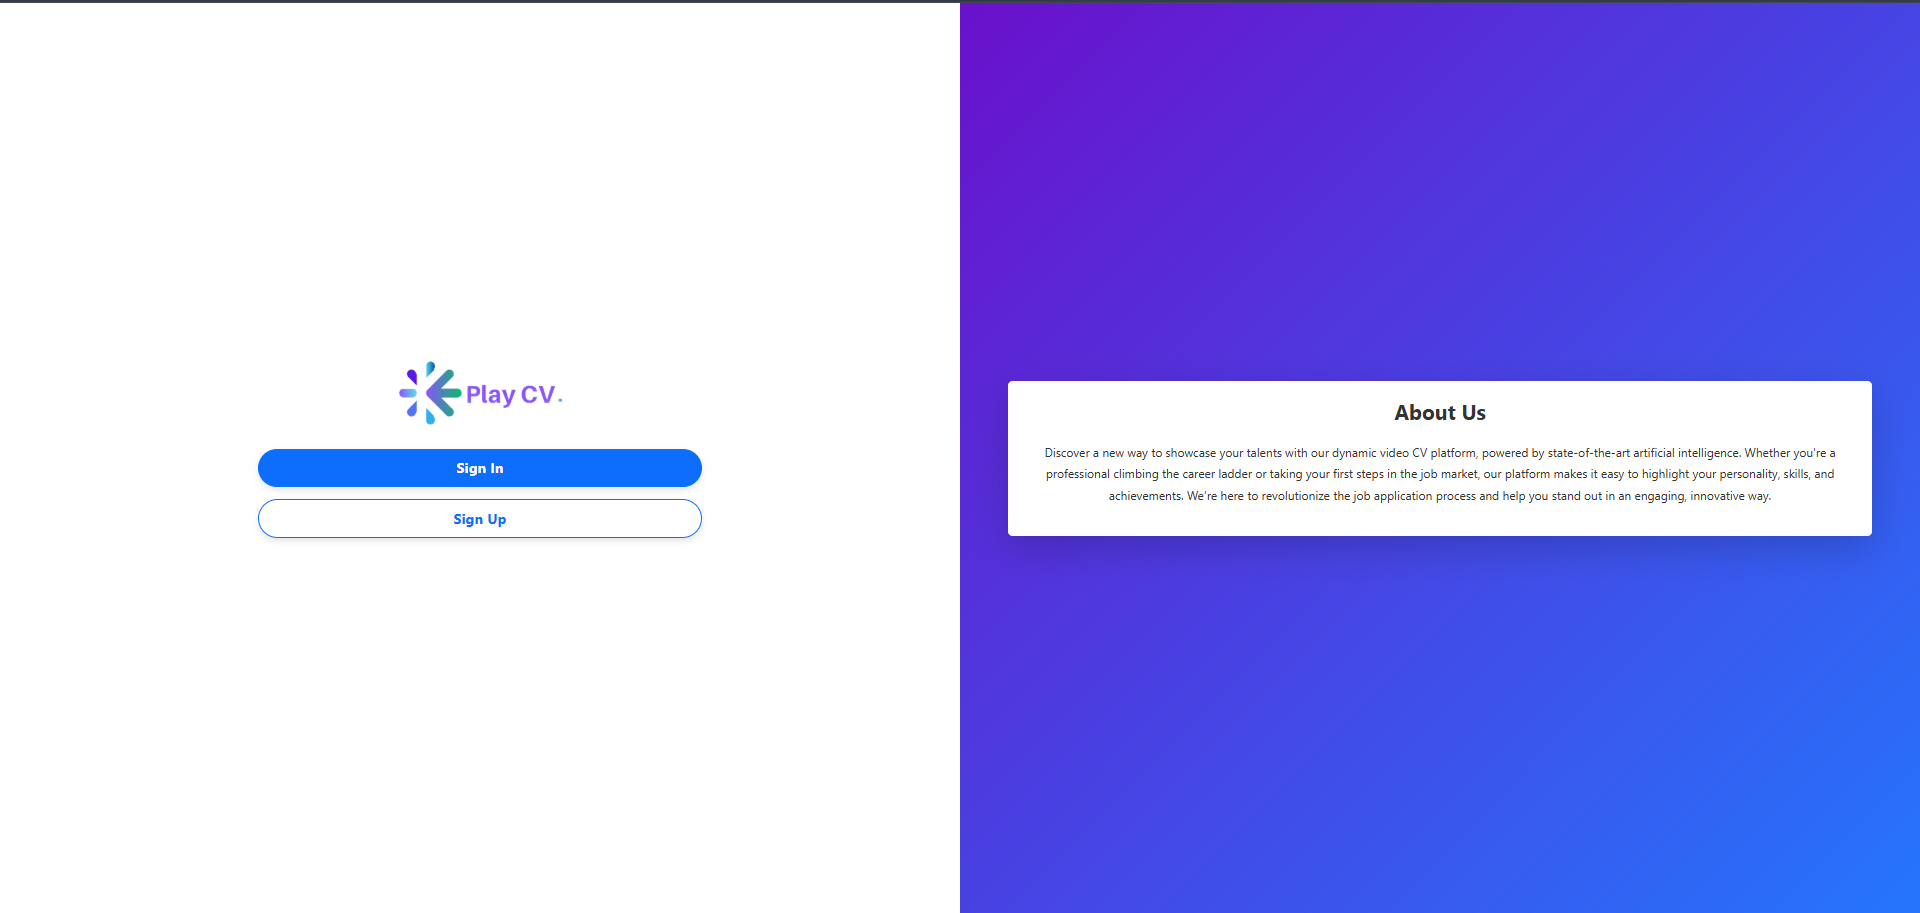 Play CV.
Sign In
Sign Up
About Us
Discover a new way to showcase your talents with our dynamic video CV platform, powered by state-of-the-art artificial intelligence. Whether you're a
professional climbing the career ladder or taking your first steps in the job market, our platform makes it easy to highlight your personality, skills, and
achievements. We're here to revolutionize the job application process and help you stand out in an engaging, innovative way.